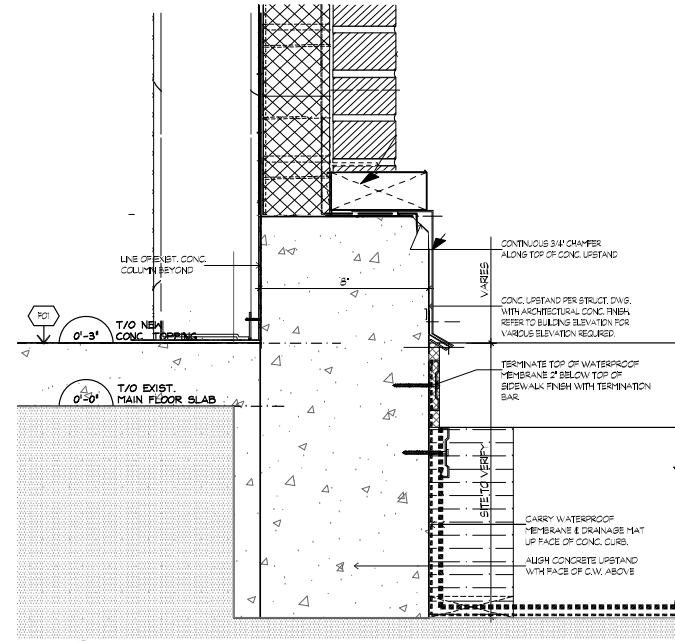 CONTINUOUS 3/4" CHAMFER
ALONG TOP OF CONC. UPSTAND
LINE OF EXIST. CONC.
COLUMN BEYOND
8"
VARIES
CONC. UPSTAND PER STRUCT. DWG.
WITH ARCHITECTURAL CONC. FINISH.
REFER TO BUILDING ELEVATION FOR
VARIOUS ELEVATION REQUIRED.
F01
0'-3"
T/O NEW
CONC. TOPPING
TERMINATE TOP OF WATERPROOF
MEMBRANE 2" BELOW TOP OF
SIDEWALK FINISH WITH TERMINATION
BAR.
0'-0"
T/O EXIST.
MAIN FLOOR SLAB
SITE TO VERIFY
CARRY WATERPROOF
MEMBRANE & DRAINAGE MAT
UP FACE OF CONC. CURB.
ALIGH CONCRETE UPSTAND
WTH FACE OF C.W. ABOVE